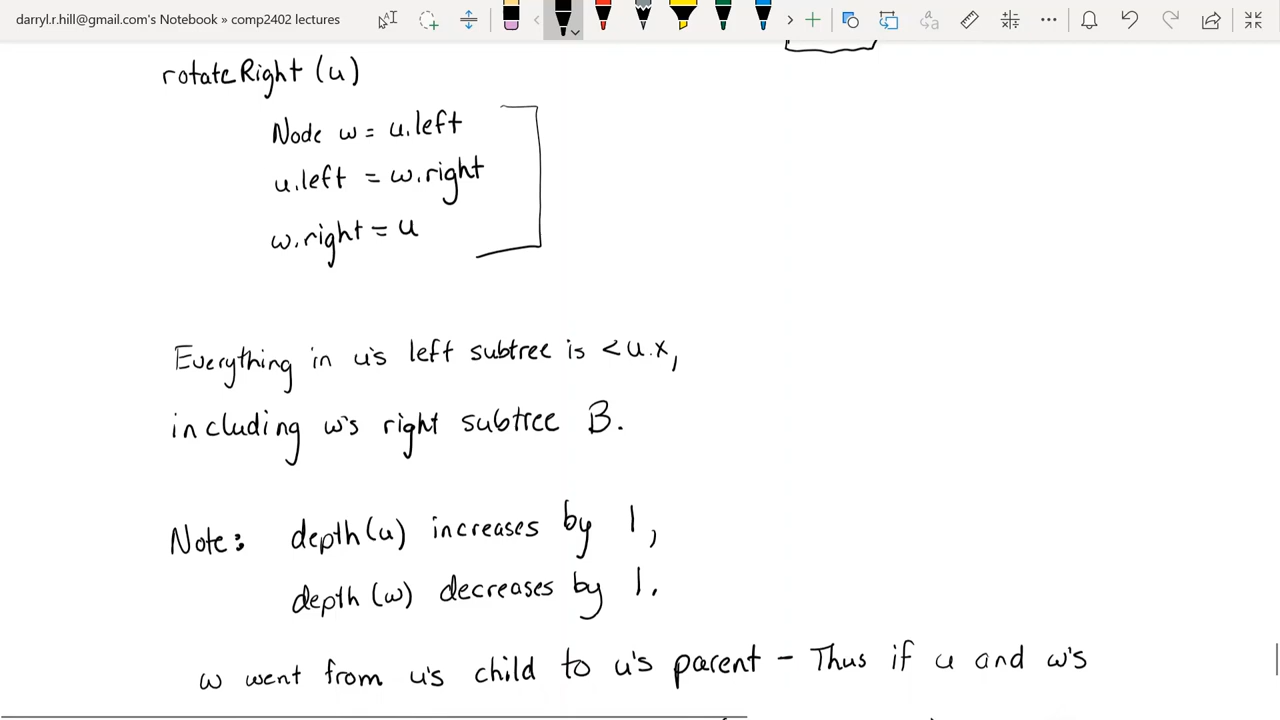 darryl.r.hill@gmail.com's Notebook » comp2402 lectures
rotateRight (u)
Node w = u.left
u.left = w.right
w.right = u
Everything in u's left subtree is < u.x,
including w's right subtree B.
Note: depth(u) increases by 1,
depth (w) decreases by 1.
w went from u's child to u's parent - Thus if u and w's